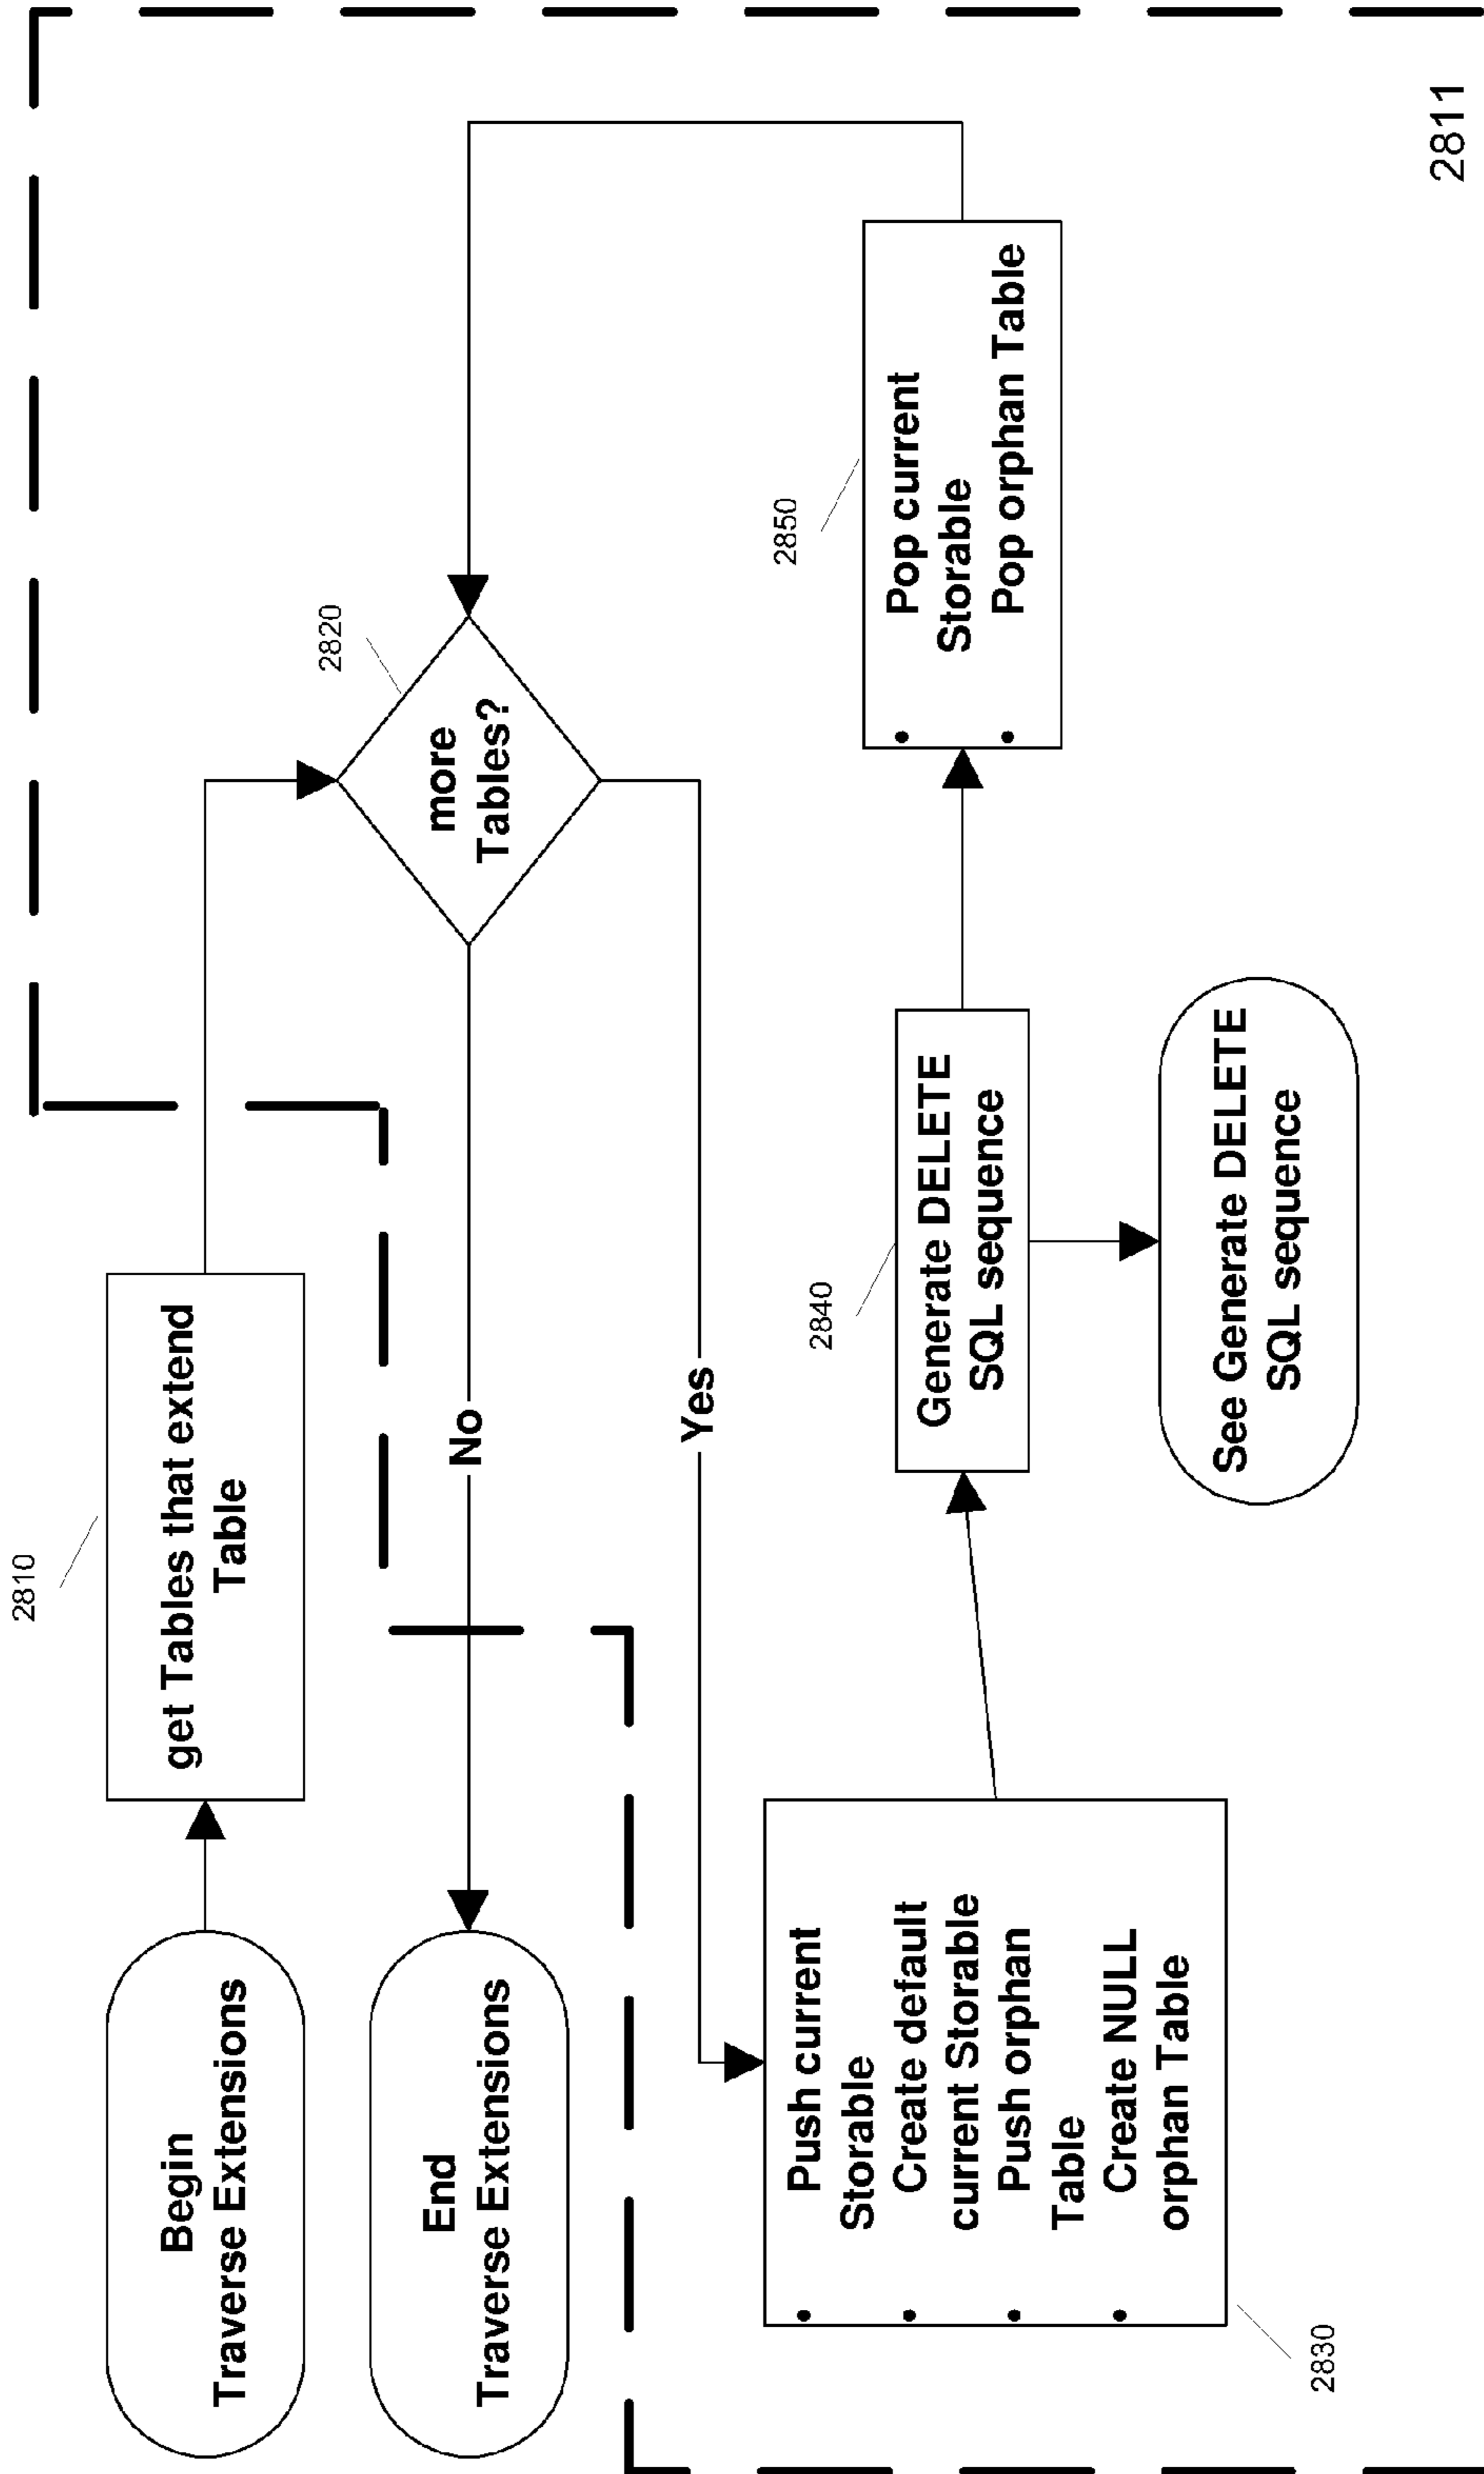 Begin
Traverse Extensions
2810
get Tables that extend
Table
End
Traverse Extensions
No
2820
more
Tables?
Yes
• Push current
Storable
• Create default
current Storable
• Push orphan
Table
• Create NULL
orphan Table
2830
2840
Generate DELETE
SQL sequence
See Generate DELETE
SQL sequence
2850
• Pop current
Storable
• Pop orphan Table
2811